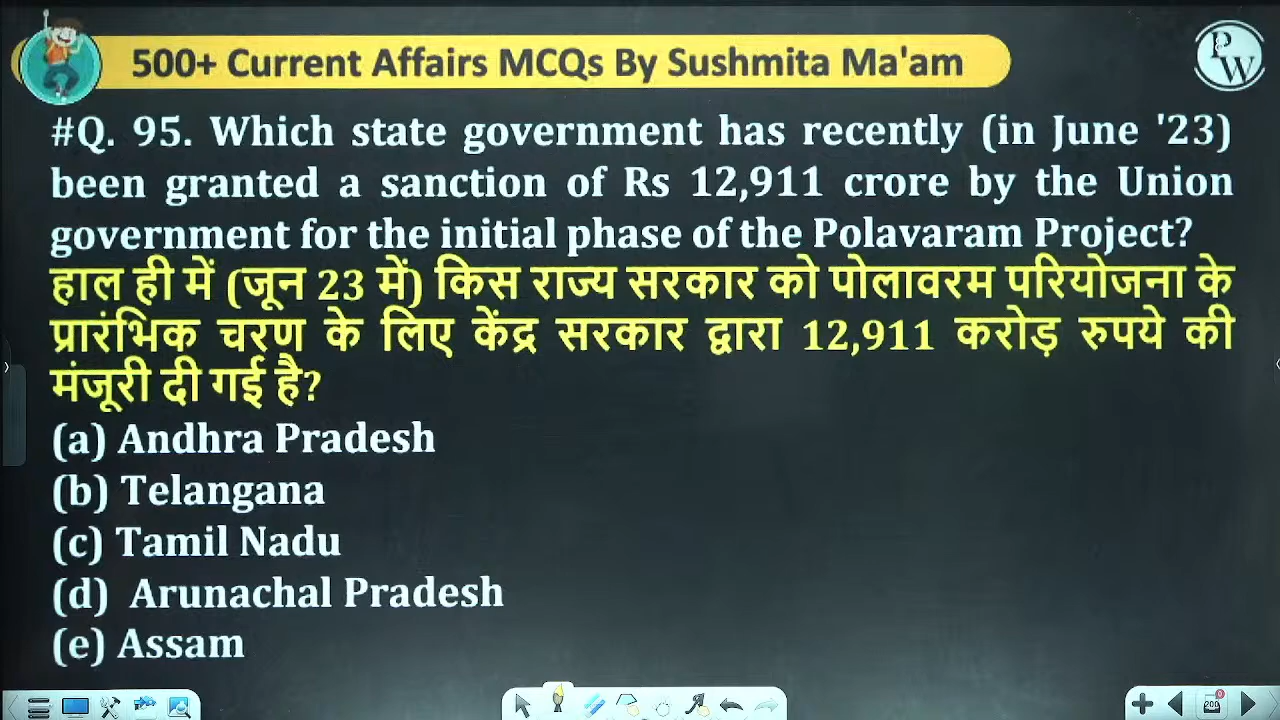 500+ Current Affairs MCQs By Sushmita Ma'am
PW
#Q. 95. Which state government has recently (in June '23)
been granted a sanction of Rs 12,911 crore by the Union
government for the initial phase of the Polavaram Project?
हाल ही में (जून 23 में) किस राज्य सरकार को पोलावरम परियोजना के
प्रारंभिक चरण के लिए केंद्र सरकार द्वारा 12,911 करोड़ रुपये की
मंजूरी दी गई है?
(a) Andhra Pradesh
(b) Telangana
(c) Tamil Nadu
(d) Arunachal Pradesh
(e) Assam